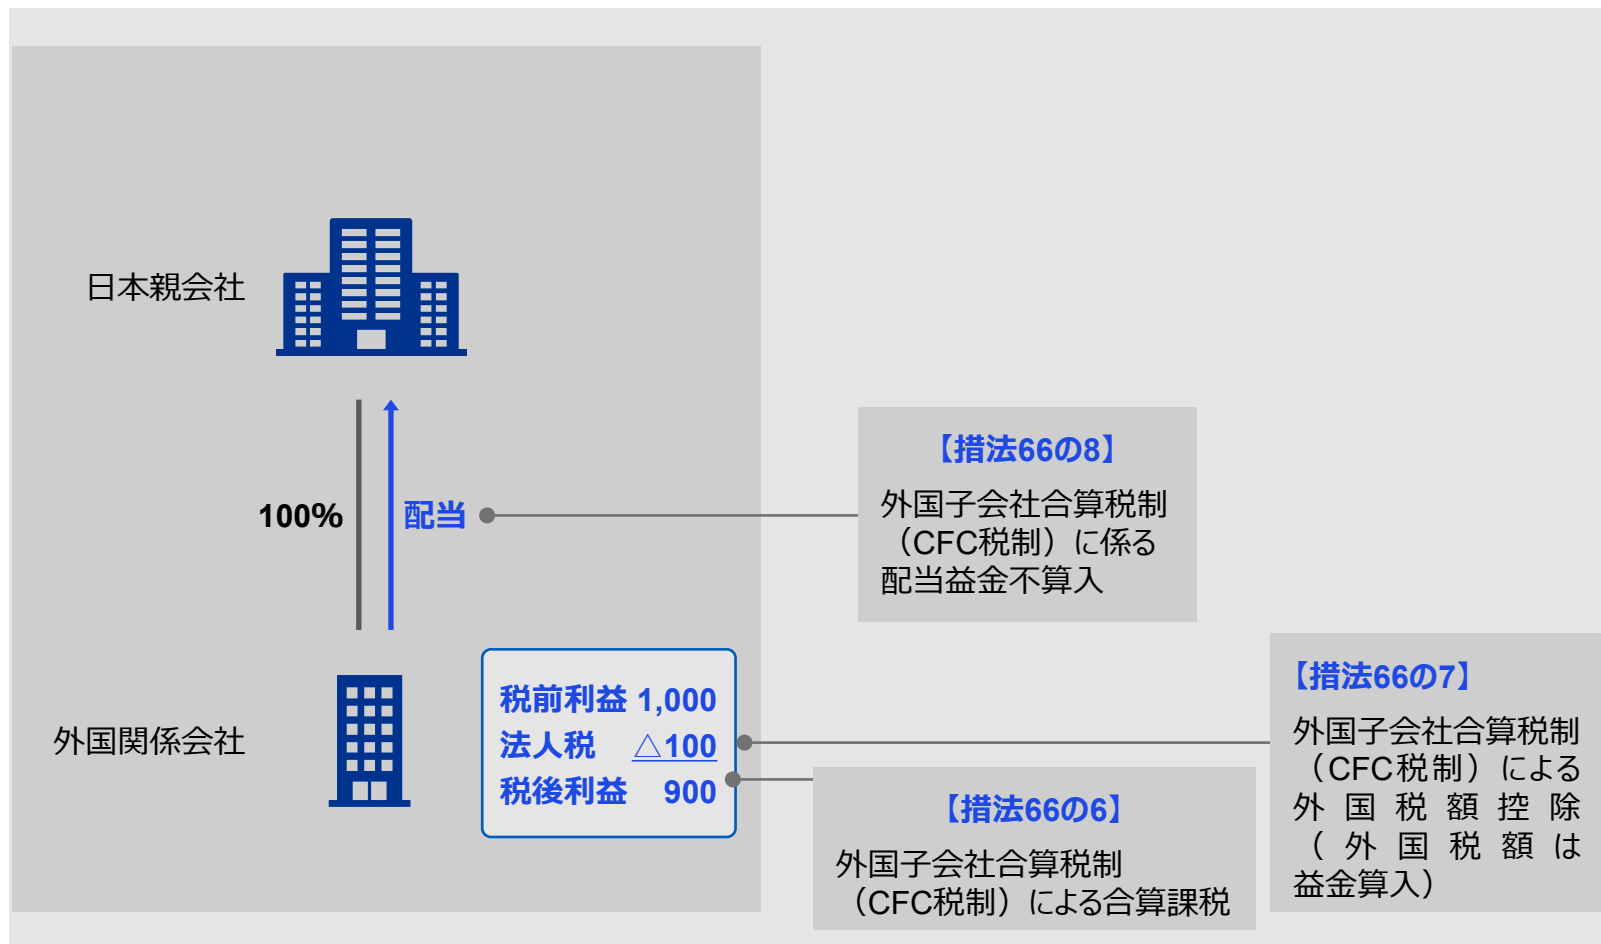 日本親会社
100%
配当
【措法66の8】
外国子会社合算税制
（CFC税制）に係る
配当益金不算入
外国関係会社
税前利益 1,000
法人税 △100
税後利益 900
【措法66の6】
外国子会社合算税制
（CFC税制）による合算課税
【措法66の7】
外国子会社合算税制
（CFC税制）による
外国税額控除
（外国税額は
益金算入）